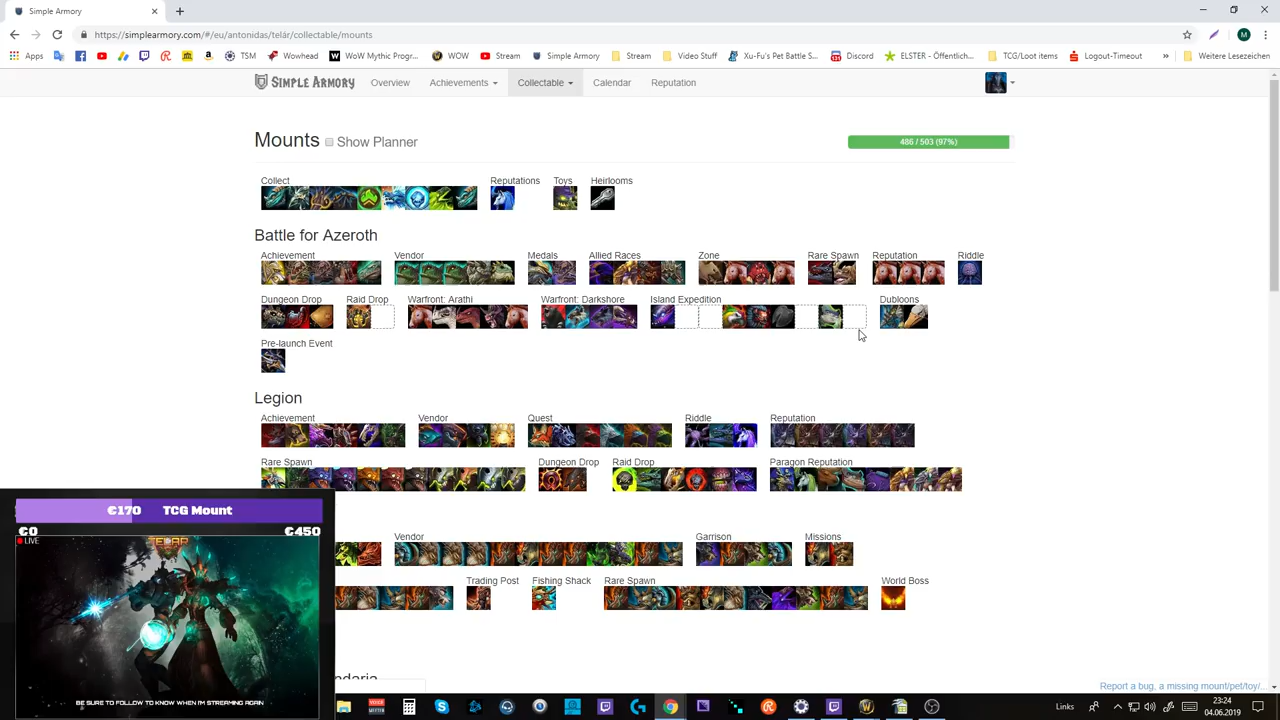 Simple Armory
https://simplearmory.com/#/eu/antonidas/telár/collectable/mounts
Apps TSM Wowhead WoW Mythic Progr... WOW Stream Simple Armory Stream Video Stuff Xu-Fu's Pet Battle S... Discord ELSTER - Öffentlich... TCG/Loot items Logout-Timeout » Weitere Lesezeichen
SIMPLE ARMORY Overview Achievements Collectable Calendar Reputation
Mounts Show Planner 486 / 503 (97%)
Collect Reputations Toys Heirlooms
Battle for Azeroth
Achievement Vendor Medals Allied Races Zone Rare Spawn Reputation Riddle
Dungeon Drop Raid Drop Warfront: Arathi Warfront: Darkshore Island Expedition Dubloons
Pre-launch Event
Legion
Achievement Vendor Quest Riddle Reputation
Rare Spawn Dungeon Drop Raid Drop Paragon Reputation
€170 TCG Mount
€0 €450
LIVE
TELAR
Vendor Garrison Missions
Trading Post Fishing Shack Rare Spawn World Boss
BE SURE TO FOLLOW TO KNOW WHEN I'M STREAMING AGAIN
Report a bug, a missing mount/pet/toy/...
Links 23:24
04.06.2019